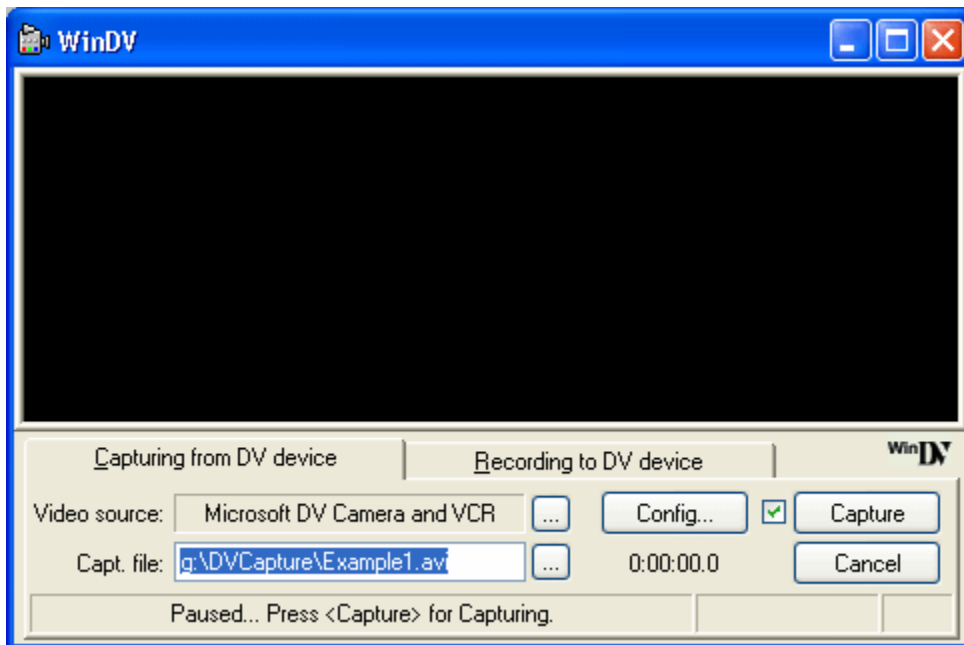 WinDV
Capturing from DV device
Recording to DV device
WinDV
Video source: Microsoft DV Camera and VCR ... Config... Capture
Capt. file: g:\DVCapture\Example1.avi ... 0:00:00.0 Cancel
Paused... Press <Capture> for Capturing.